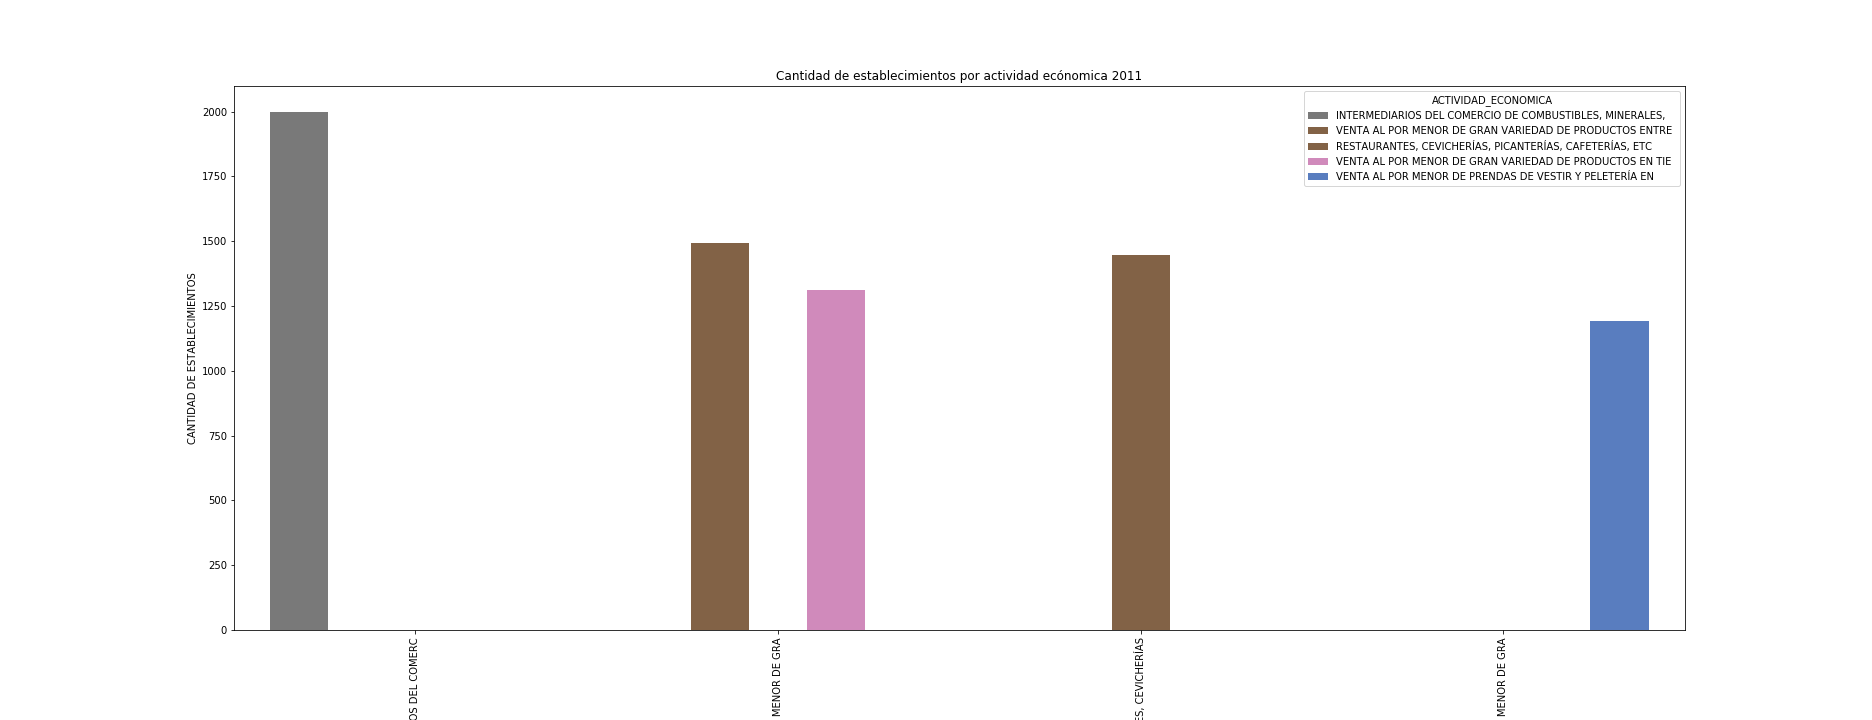 Cantidad de establecimientos por actividad ecónomica 2011
ACTIVIDAD_ECONOMICA
INTERMEDIARIOS DEL COMERCIO DE COMBUSTIBLES, MINERALES,
VENTA AL POR MENOR DE GRAN VARIEDAD DE PRODUCTOS ENTRE
RESTAURANTES, CEVICHERÍAS, PICANTERÍAS, CAFETERÍAS, ETC
VENTA AL POR MENOR DE GRAN VARIEDAD DE PRODUCTOS EN TIE
VENTA AL POR MENOR DE PRENDAS DE VESTIR Y PELETERÍA EN
CANTIDAD DE ESTABLECIMIENTOS
2000
1750
1500
1250
1000
750
500
250
0
OS DEL COMERC
MENOR DE GRA
ES, CEVICHERÍAS
MENOR DE GRA